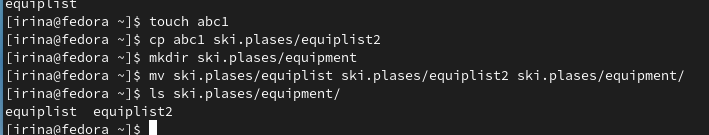 equiplist
[irina@fedora ~]$ touch abc1
[irina@fedora ~]$ cp abc1 ski.plases/equiplist2
[irina@fedora ~]$ mkdir ski.plases/equipment
[irina@fedora ~]$ mv ski.plases/equiplist ski.plases/equiplist2 ski.plases/equipment/
[irina@fedora ~]$ ls ski.plases/equipment/
equiplist  equiplist2
[irina@fedora ~]$